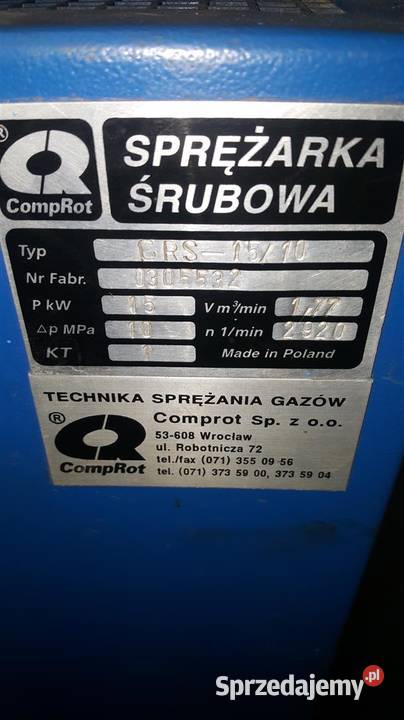 ®
CompRot
SPRĘŻARKA
ŚRUBOWA
Typ CRS-15/10
Nr Fabr. 0305532
P kW 15 V m³/min 1,77
Δp MPa 10 n 1/min 2920
KT 1 Made in Poland
TECHNIKA SPRĘŻANIA GAZÓW
®
CompRot
Comprot Sp. z o.o.
53-608 Wrocław
ul. Robotnicza 72
tel./fax (071) 355 09 56
tel. (071) 373 59 00, 373 59 04
Sprzedajemy.pl